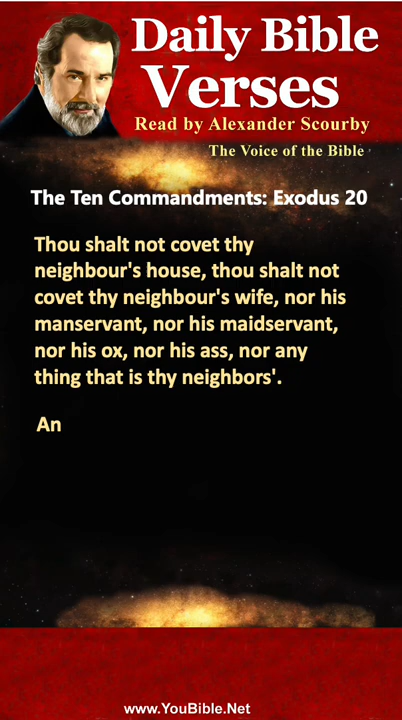 Daily Bible
Verses
Read by Alexander Scourby
The Voice of the Bible
The Ten Commandments: Exodus 20
Thou shalt not covet thy
neighbour's house, thou shalt not
covet thy neighbour's wife, nor his
manservant, nor his maidservant,
nor his ox, nor his ass, nor any
thing that is thy neighbors'.
An
www.YouBible.Net